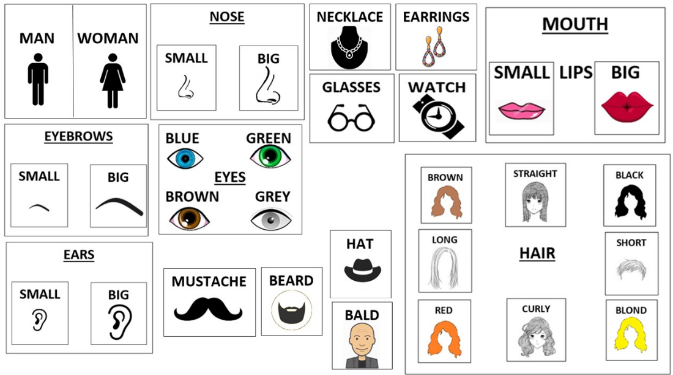 MAN WOMAN
NOSE
SMALL BIG
NECKLACE
EARRINGS
GLASSES
WATCH
MOUTH
SMALL LIPS BIG
EYEBROWS
SMALL BIG
BLUE GREEN
EYES
BROWN GREY
EARS
SMALL BIG
MUSTACHE
BEARD
HAT
BALD
BROWN STRAIGHT BLACK
LONG HAIR SHORT
RED CURLY BLOND